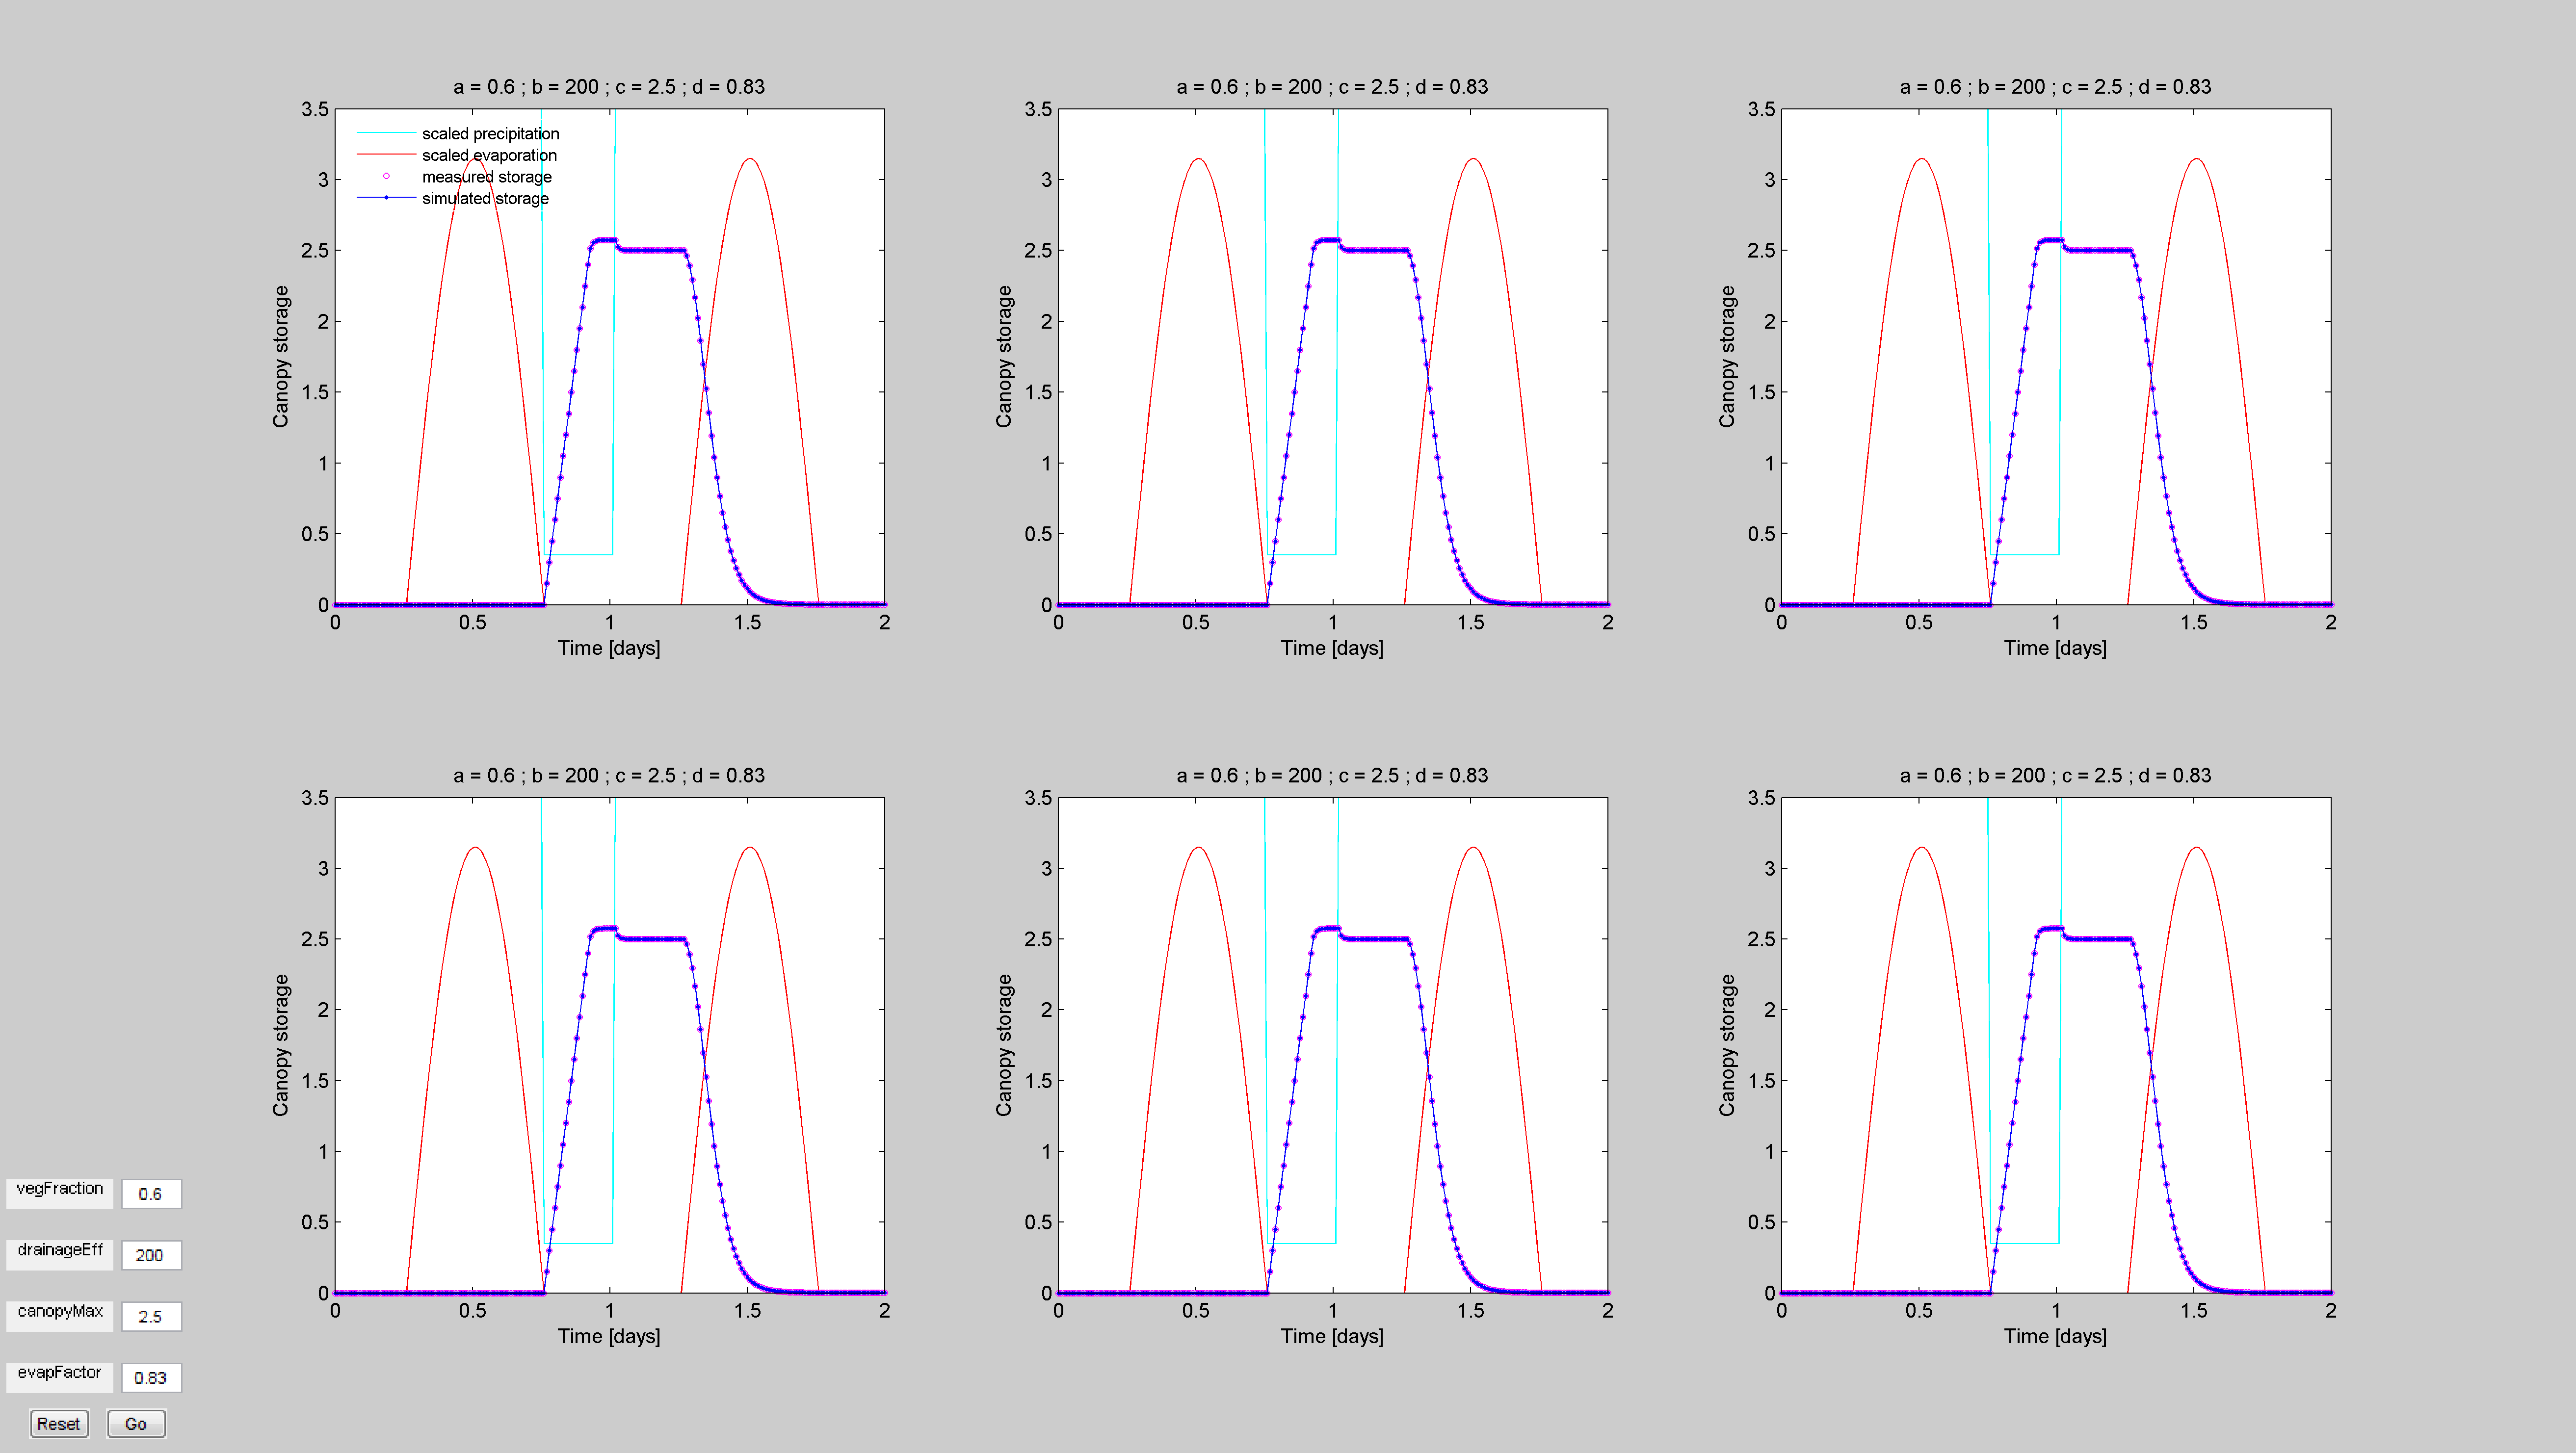 a = 0.6 ; b = 200 ; c = 2.5 ; d = 0.83
3.5
3
2.5
2
1.5
1
0.5
0
scaled precipitation
scaled evaporation
measured storage
simulated storage
Canopy storage
0 0.5 1 1.5 2
Time [days]
a = 0.6 ; b = 200 ; c = 2.5 ; d = 0.83
3.5
3
2.5
2
1.5
1
0.5
0
Canopy storage
0 0.5 1 1.5 2
Time [days]
a = 0.6 ; b = 200 ; c = 2.5 ; d = 0.83
3.5
3
2.5
2
1.5
1
0.5
0
Canopy storage
0 0.5 1 1.5 2
Time [days]
a = 0.6 ; b = 200 ; c = 2.5 ; d = 0.83
3.5
3
2.5
2
1.5
1
0.5
0
Canopy storage
0 0.5 1 1.5 2
Time [days]
a = 0.6 ; b = 200 ; c = 2.5 ; d = 0.83
3.5
3
2.5
2
1.5
1
0.5
0
Canopy storage
0 0.5 1 1.5 2
Time [days]
a = 0.6 ; b = 200 ; c = 2.5 ; d = 0.83
3.5
3
2.5
2
1.5
1
0.5
0
Canopy storage
0 0.5 1 1.5 2
Time [days]
vegFraction 0.6
drainageEff 200
canopyMax 2.5
evapFactor 0.83
Reset Go